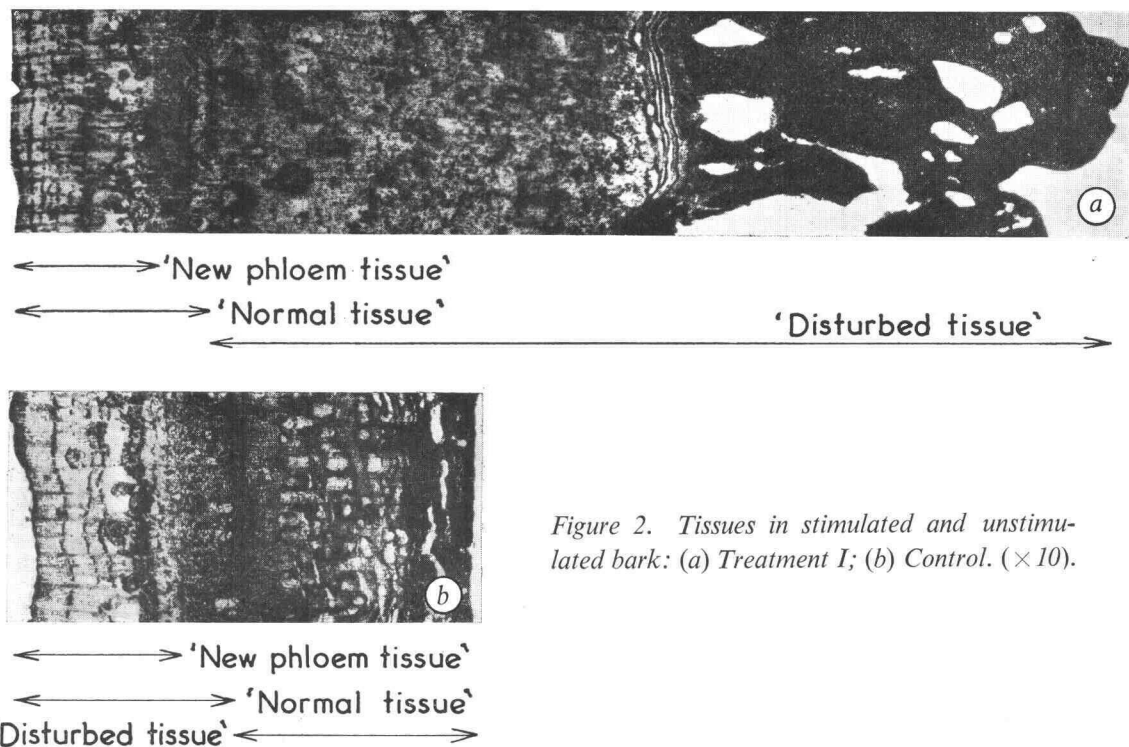 a
'New phloem tissue'
'Normal tissue'
'Disturbed tissue'
b
Figure 2. Tissues in stimulated and unstimu-
lated bark: (a) Treatment I; (b) Control. (×10).
'New phloem tissue'
'Normal tissue'
Disturbed tissue'